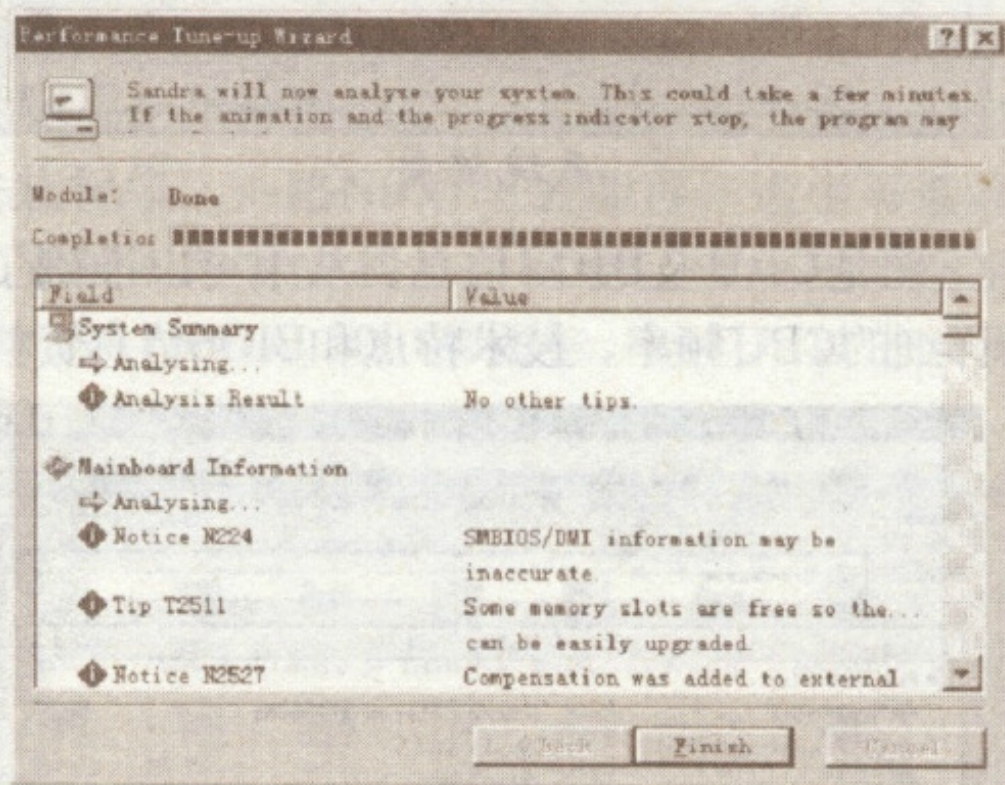 Performance Tune-up Wizard
Sandra will now analyze your system. This could take a few minutes.
If the animation and the progress indicator stop, the program may
Module: Done
Completion
Field Value
System Summary
Analysing...
Analysis Result No other tips.
Mainboard Information
Analysing...
Notice N224 SMBIOS/DMI information may be
inaccurate.
Tip T2511 Some memory slots are free so the...
can be easily upgraded.
Notice N2527 Compensation was added to external
Back Finish Cancel